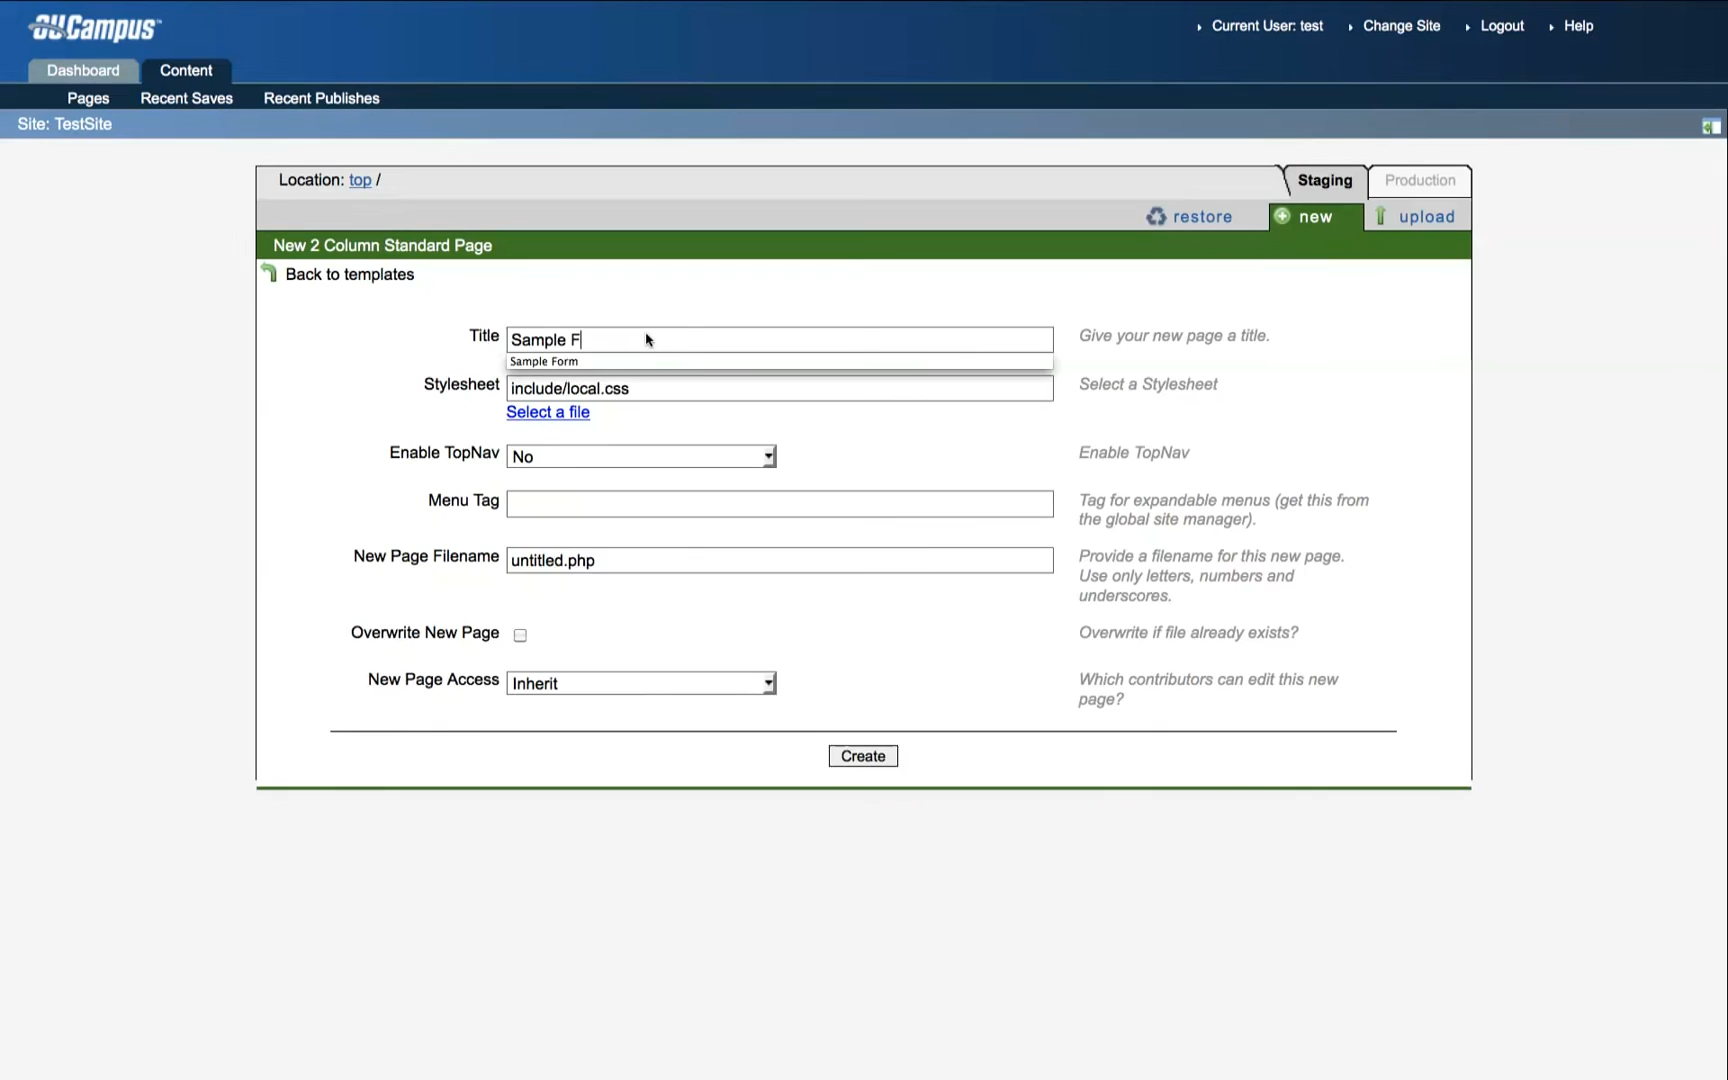 OUCampus™
Current User: test
Change Site
Logout
Help
Dashboard
Content
Pages
Recent Saves
Recent Publishes
Site: TestSite
Location: top /
Staging
Production
restore
new
upload
New 2 Column Standard Page
Back to templates
Title
Sample F
Give your new page a title.
Sample Form
Stylesheet
include/local.css
Select a Stylesheet
Select a file
Enable TopNav
No
Enable TopNav
Menu Tag
Tag for expandable menus (get this from
the global site manager).
New Page Filename
untitled.php
Provide a filename for this new page.
Use only letters, numbers and
underscores.
Overwrite New Page
Overwrite if file already exists?
New Page Access
Inherit
Which contributors can edit this new
page?
Create